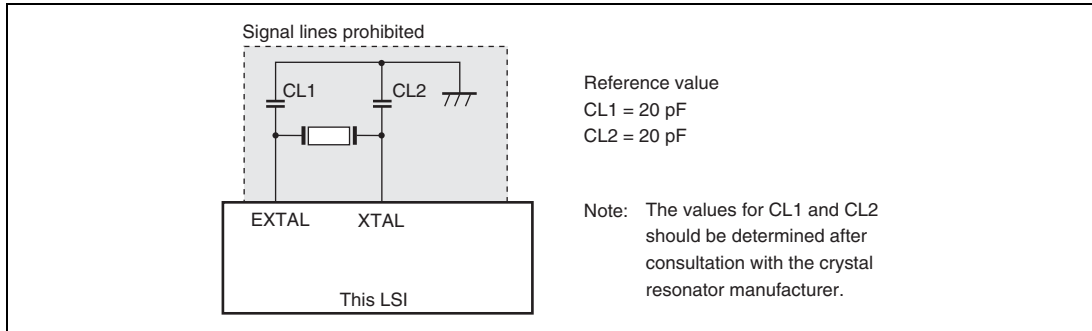 Signal lines prohibited
CL1
CL2
EXTAL
XTAL
This LSI
Reference value
CL1 = 20 pF
CL2 = 20 pF
Note: The values for CL1 and CL2
should be determined after
consultation with the crystal
resonator manufacturer.